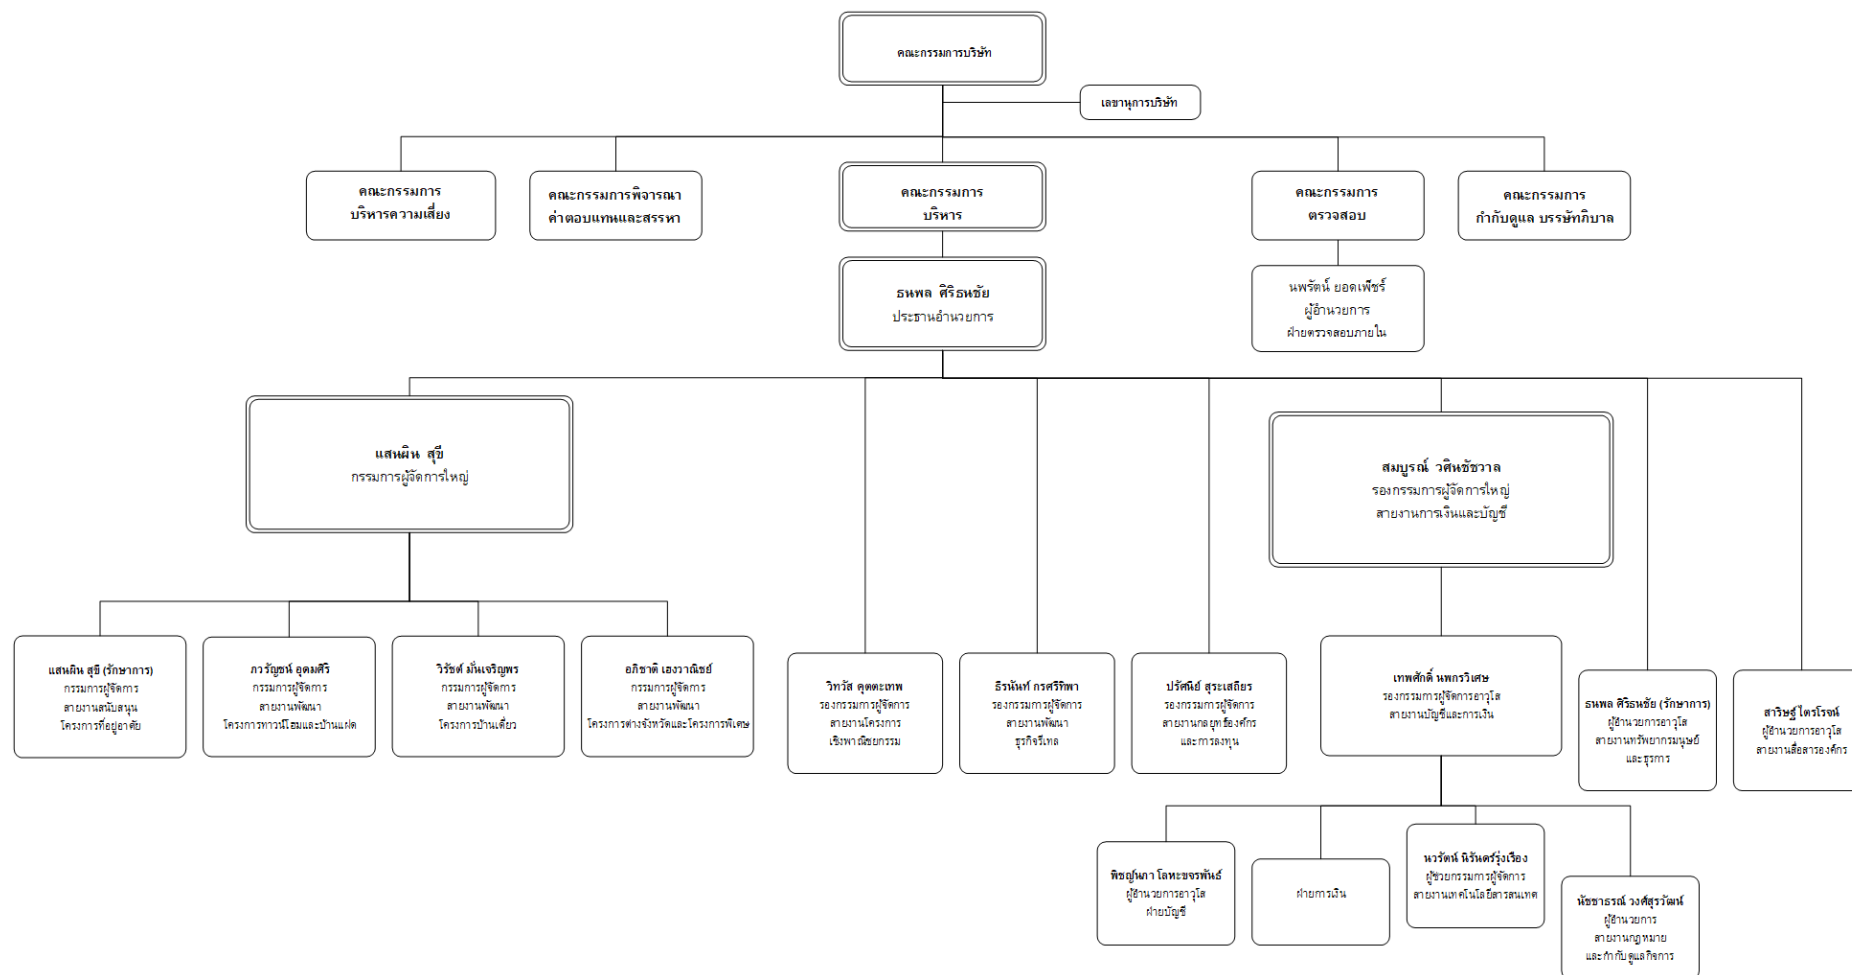 คณะกรรมการบริษัท
เลขานุการบริษัท
คณะกรรมการ
บริหารความเสี่ยง
คณะกรรมการพิจารณา
ค่าตอบแทนและสรรหา
คณะกรรมการ
บริหาร
คณะกรรมการ
ตรวจสอบ
คณะกรรมการ
กำกับดูแล บรรษัทภิบาล
ธนพล ศิริธนชัย
ประธานอำนวยการ
นพรัตน์ ยอดเพ็ชร์
ผู้อำนวยการ
ฝ่ายตรวจสอบภายใน
แสนผิน สุขี
กรรมการผู้จัดการใหญ่
สมบูรณ์ วศินชัชวาล
รองกรรมการผู้จัดการใหญ่
สายงานการเงินและบัญชี
แสนผิน สุขี (รักษาการ)
กรรมการผู้จัดการ
สายงานสนับสนุน
โครงการที่อยู่อาศัย
ภวรัญชน์ อุดมศิริ
กรรมการผู้จัดการ
สายงานพัฒนา
โครงการทาวน์โฮมและบ้านแฝด
วิรัชต์ มั่นเจริญพร
กรรมการผู้จัดการ
สายงานพัฒนา
โครงการบ้านเดี่ยว
อภิชาติ เฮงวาณิชย์
กรรมการผู้จัดการ
สายงานพัฒนา
โครงการต่างจังหวัดและโครงการพิเศษ
วิทวัส คุตตะเทพ
รองกรรมการผู้จัดการ
สายงานโครงการ
เชิงพาณิชยกรรม
ธีรนันท์ กรศรีทิพา
รองกรรมการผู้จัดการ
สายงานพัฒนา
ธุรกิจรีเทล
ปรัศนีย์ สุระเสถียร
รองกรรมการผู้จัดการ
สายงานกลยุทธ์องค์กร
และการลงทุน
เทพศักดิ์ นพกรวิเศษ
รองกรรมการผู้จัดการอาวุโส
สายงานบัญชีและการเงิน
ธนพล ศิริธนชัย (รักษาการ)
ผู้อำนวยการอาวุโส
สายงานทรัพยากรมนุษย์
และธุรการ
สาริษฐ์ ไตรโรจน์
ผู้อำนวยการอาวุโส
สายงานสื่อสารองค์กร
พิชญ์นภา โลหะขจรพันธ์
ผู้อำนวยการอาวุโส
ฝ่ายบัญชี
ฝ่ายการเงิน
นวรัตน์ นิรันดร์รุ่งเรือง
ผู้ช่วยกรรมการผู้จัดการ
สายงานเทคโนโลยีสารสนเทศ
นัชชาธรณ์ วงศ์สุรวัฒน์
ผู้อำนวยการ
สายงานกฎหมาย
และกำกับดูแลกิจการ